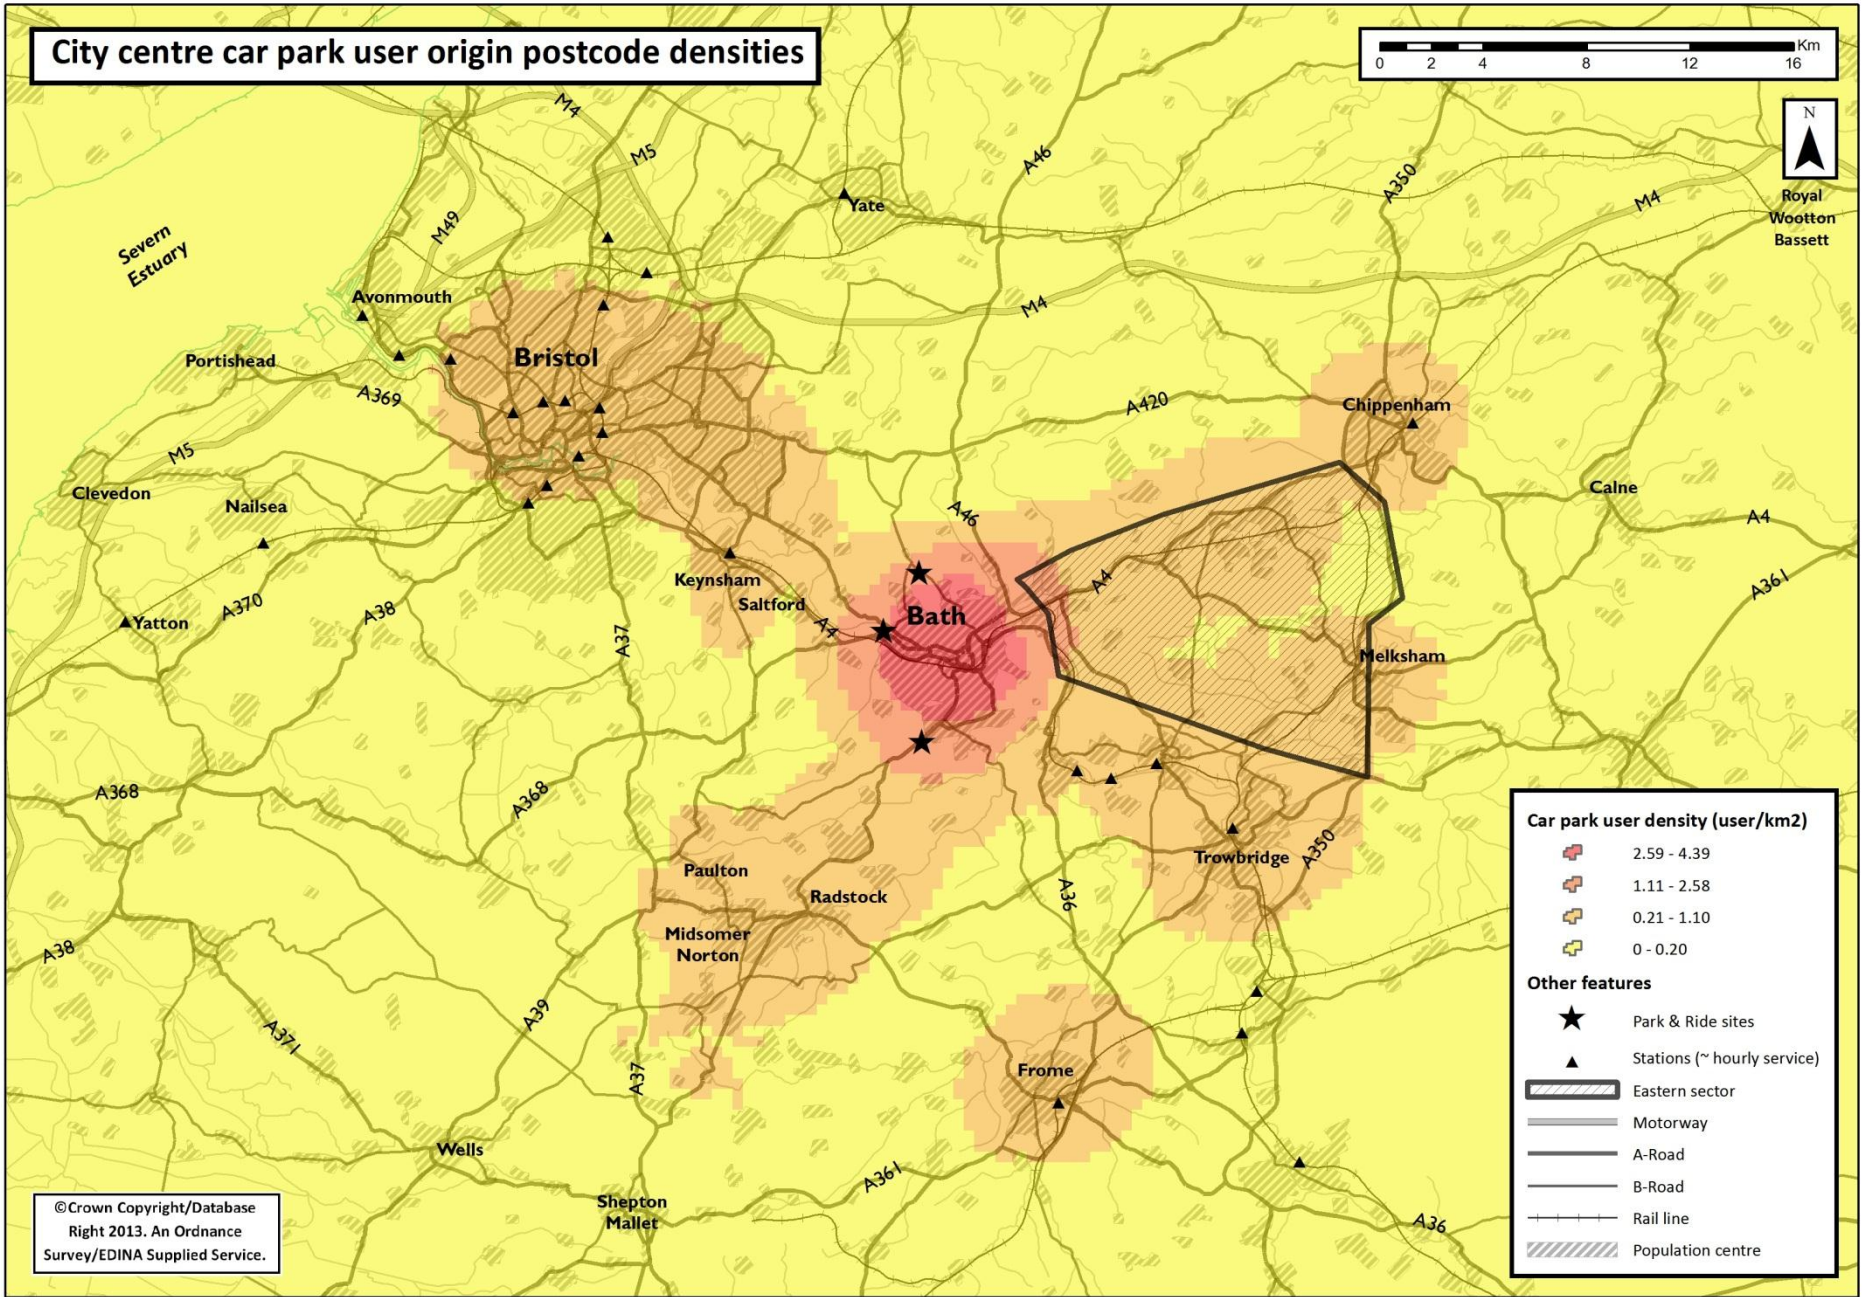 City centre car park user origin postcode densities
Km
0 2 4 8 12 16
N
Royal
Wootton
Bassett
M4
M5
A46
A350
M4
Yate
M49
Severn
Estuary
Avonmouth
M4
Portishead
Bristol
A369
A420
Chippenham
M5
Clevedon
Nailsea
A46
Calne
A4
Keynsham
Saltford
A4
A4
Bath
A370
A38
Yatton
A37
A361
Melksham
A368
A368
Paulton
Radstock
Trowbridge
A350
A36
Midsomer
Norton
A38
A371
A39
A37
Frome
Wells
A361
Shepton
Mallet
A36
Car park user density (user/km2)
2.59 - 4.39
1.11 - 2.58
0.21 - 1.10
0 - 0.20
Other features
Park & Ride sites
Stations (~ hourly service)
Eastern sector
Motorway
A-Road
B-Road
Rail line
Population centre
©Crown Copyright/Database
Right 2013. An Ordnance
Survey/EDINA Supplied Service.